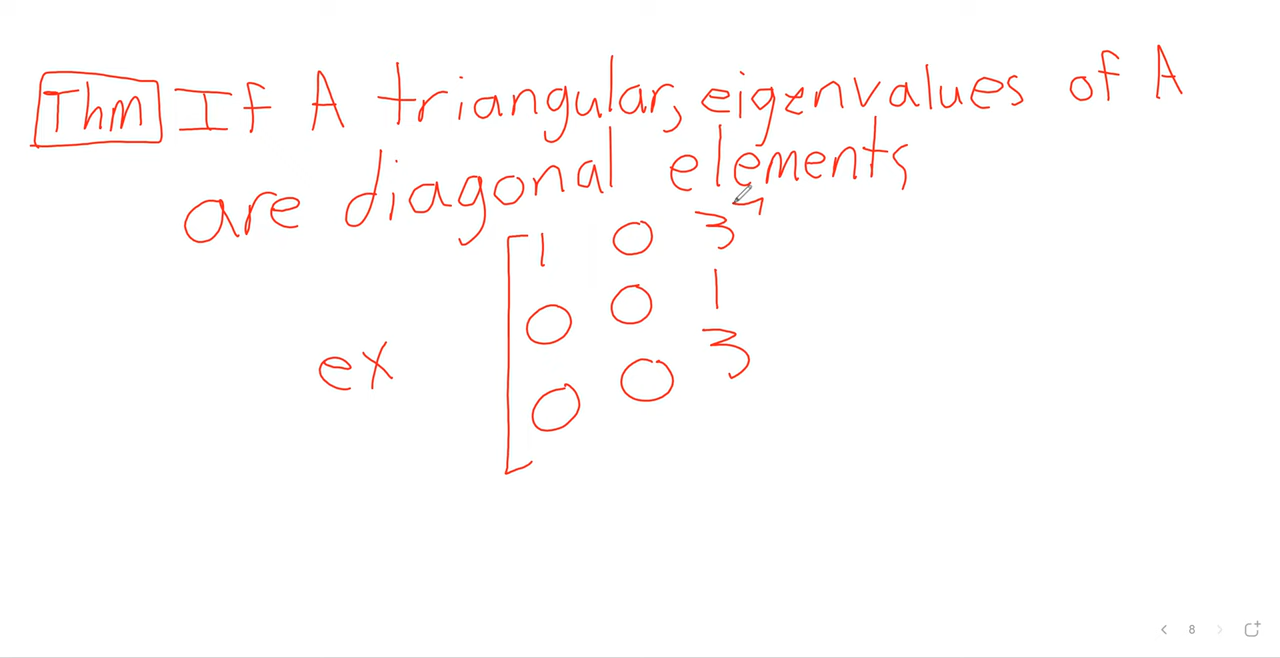 Thm If A triangular, eigenvalues of A
are diagonal elements
1 0 3
0 0 1
ex
0 0 3
8